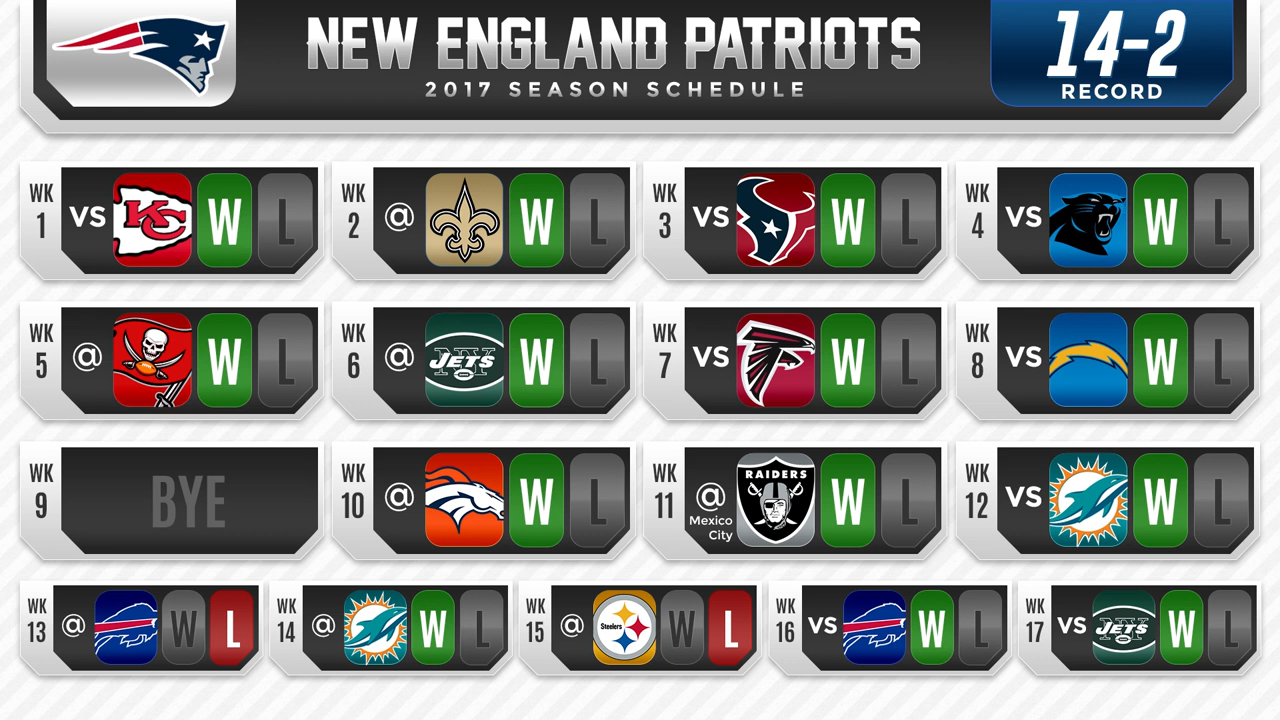 NEW ENGLAND PATRIOTS
2017 SEASON SCHEDULE
14-2
RECORD
WK 1 VS KC W L
WK 2 @ W L
WK 3 VS W L
WK 4 VS W L
WK 5 @ W L
WK 6 @ NY JETS W L
WK 7 VS W L
WK 8 VS W L
WK 9 BYE
WK 10 @ W L
WK 11 @ Mexico City RAIDERS W L
WK 12 VS W L
WK 13 @ W L
WK 14 @ W L
WK 15 @ Steelers W L
WK 16 VS W L
WK 17 VS NY JETS W L